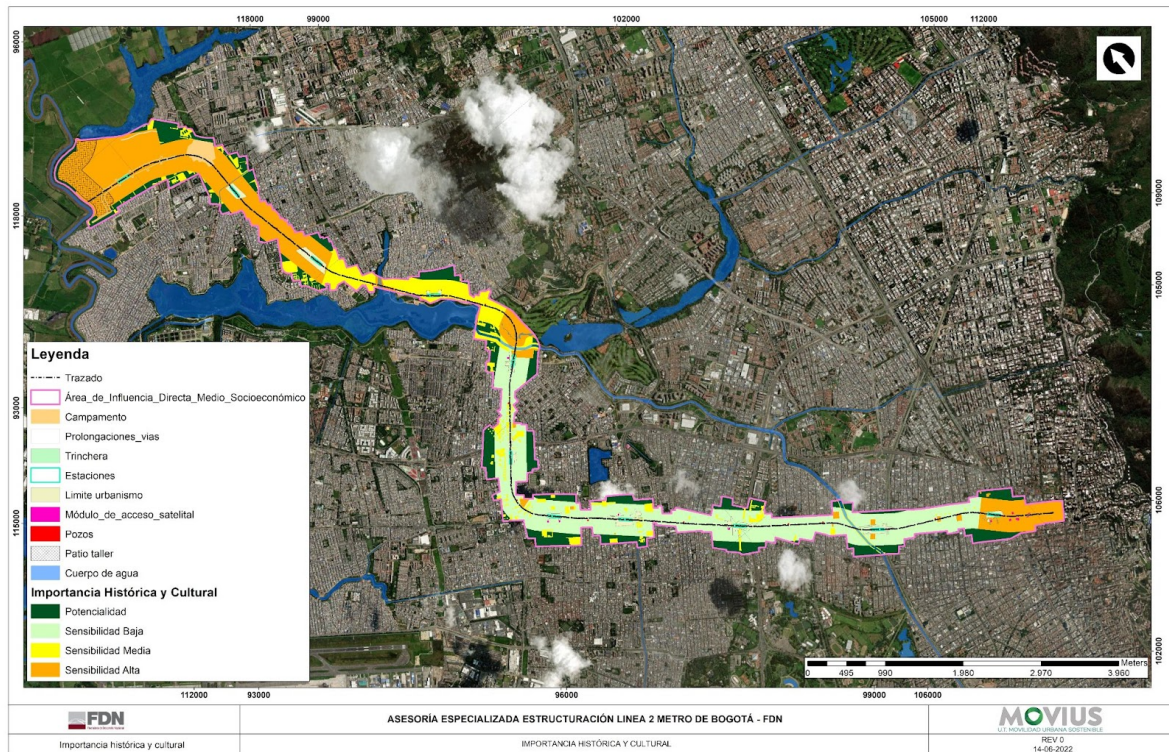 118000 99000 102000 105000 112000
96000
118000
93000
115000
109000
105000
106000
102000
Leyenda
Trazado
Área_de_Influencia_Directa_Medio_Socioeconómico
Campamento
Prolongaciones_vias
Trinchera
Estaciones
Limite urbanismo
Módulo_de_acceso_satelital
Pozos
Patio taller
Cuerpo de agua
Importancia Histórica y Cultural
Potencialidad
Sensibilidad Baja
Sensibilidad Media
Sensibilidad Alta
Meters
0 495 990 1.980 2.970 3.960
112000 93000 96000 99000 106000
FDN
Importancia histórica y cultural
ASESORÍA ESPECIALIZADA ESTRUCTURACIÓN LINEA 2 METRO DE BOGOTÁ - FDN
IMPORTANCIA HISTÓRICA Y CULTURAL
MOVIUS
U.T. MOVILIDAD URBANA SOSTENIBLE
REV 0
14-06-2022